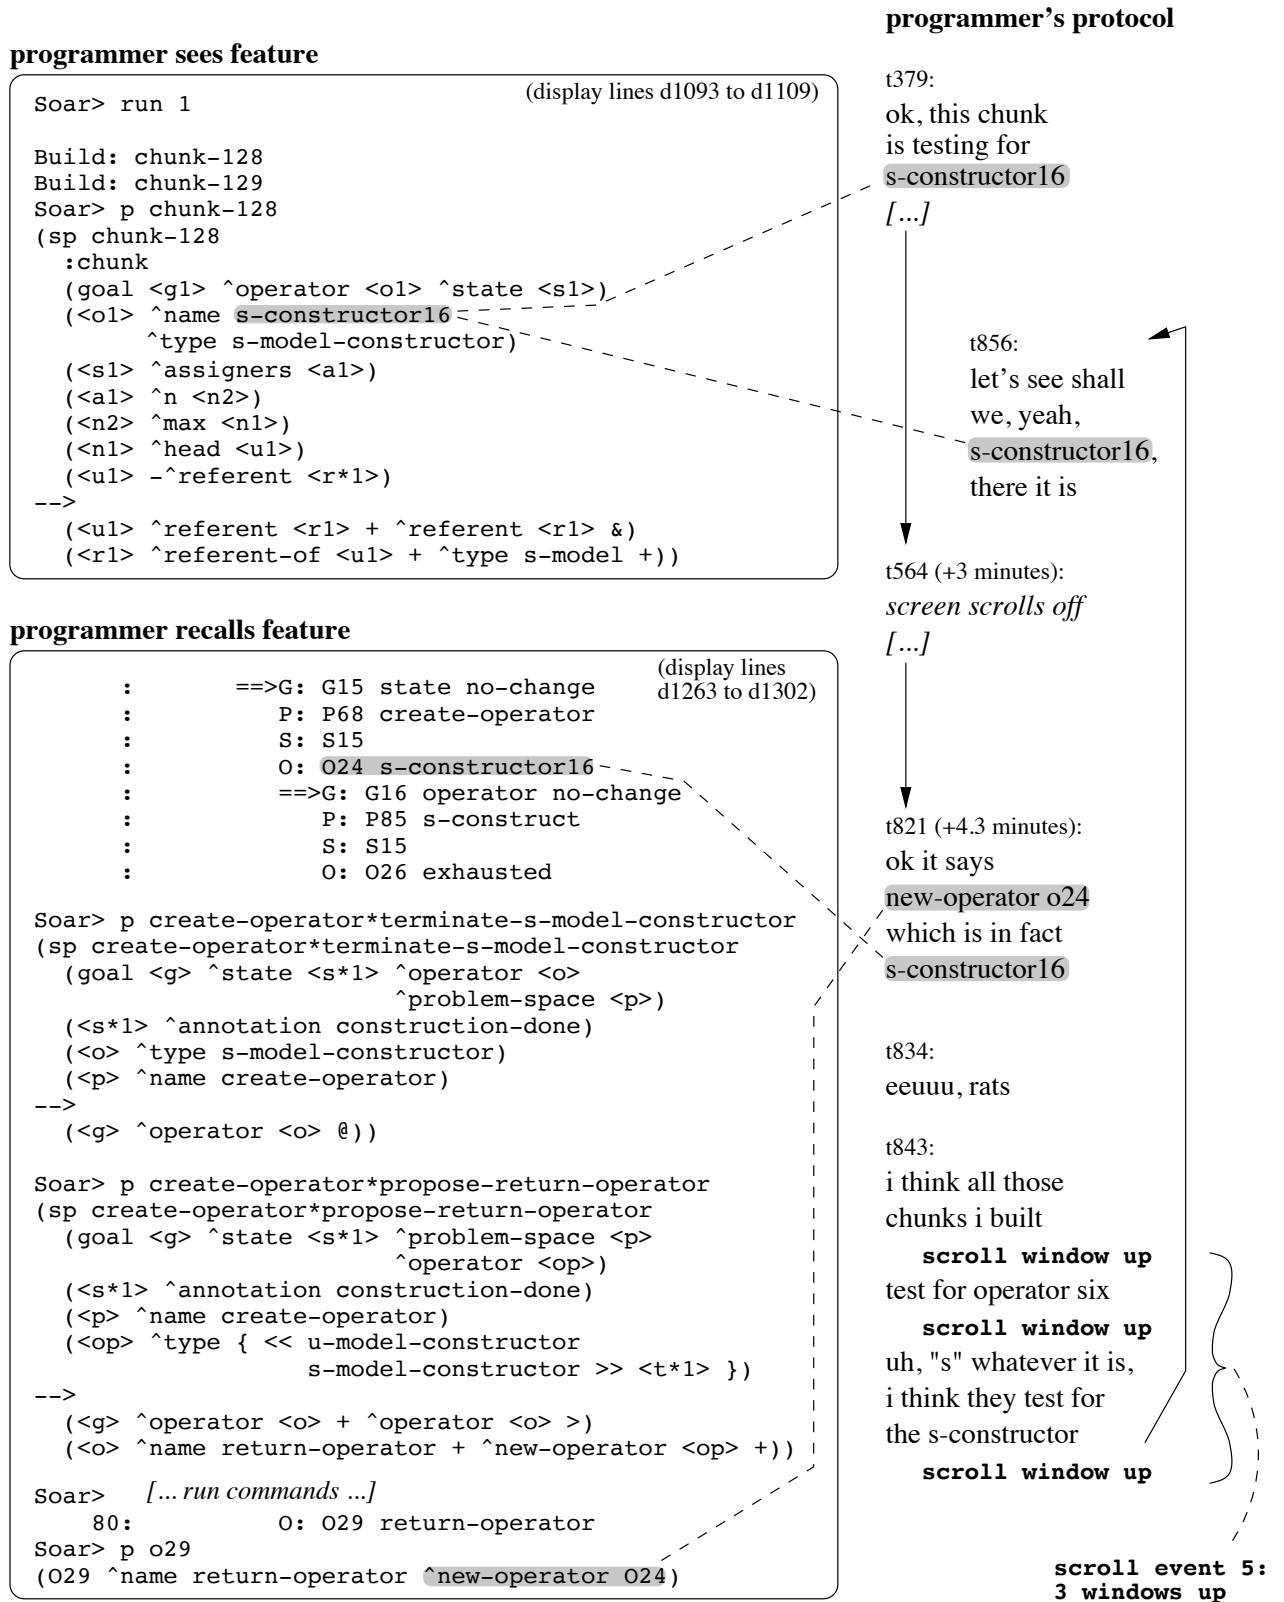 programmer sees feature
(display lines d1093 to d1109)
Soar> run 1
Build: chunk-128
Build: chunk-129
Soar> p chunk-128
(sp chunk-128
:chunk
(goal <g1> ^operator <o1> ^state <s1>)
(<o1> ^name s-constructor16
^type s-model-constructor)
(<s1> ^assigners <a1>)
(<a1> ^n <n2>)
(<n2> ^max <n1>)
(<n1> ^head <u1>)
(<u1> -^referent <r*1>)
-->
(<u1> ^referent <r1> + ^referent <r1> &)
(<r1> ^referent-of <u1> + ^type s-model +))
programmer recalls feature
(display lines
d1263 to d1302)
: ==>G: G15 state no-change
: P: P68 create-operator
: S: S15
: O: O24 s-constructor16
: ==>G: G16 operator no-change
: P: P85 s-construct
: S: S15
: O: O26 exhausted
Soar> p create-operator*terminate-s-model-constructor
(sp create-operator*terminate-s-model-constructor
(goal <g> ^state <s*1> ^operator <o>
^problem-space <p>)
(<s*1> ^annotation construction-done)
(<o> ^type s-model-constructor)
(<p> ^name create-operator)
-->
(<g> ^operator <o> @))
Soar> p create-operator*propose-return-operator
(sp create-operator*propose-return-operator
(goal <g> ^state <s*1> ^problem-space <p>
^operator <op>)
(<s*1> ^annotation construction-done)
(<p> ^name create-operator)
(<op> ^type { << u-model-constructor
s-model-constructor >> <t*1> })
-->
(<g> ^operator <o> + ^operator <o> >)
(<o> ^name return-operator + ^new-operator <op> +))
Soar> [... run commands ...]
80: O: O29 return-operator
Soar> p o29
(O29 ^name return-operator ^new-operator O24)
programmer's protocol
t379:
ok, this chunk
is testing for
s-constructor16
[...]
t856:
let's see shall
we, yeah,
s-constructor16,
there it is
t564 (+3 minutes):
screen scrolls off
[...]
t821 (+4.3 minutes):
ok it says
new-operator o24
which is in fact
s-constructor16
t834:
eeuuu, rats
t843:
i think all those
chunks i built
scroll window up
test for operator six
scroll window up
uh, "s" whatever it is,
i think they test for
the s-constructor
scroll window up
scroll event 5:
3 windows up